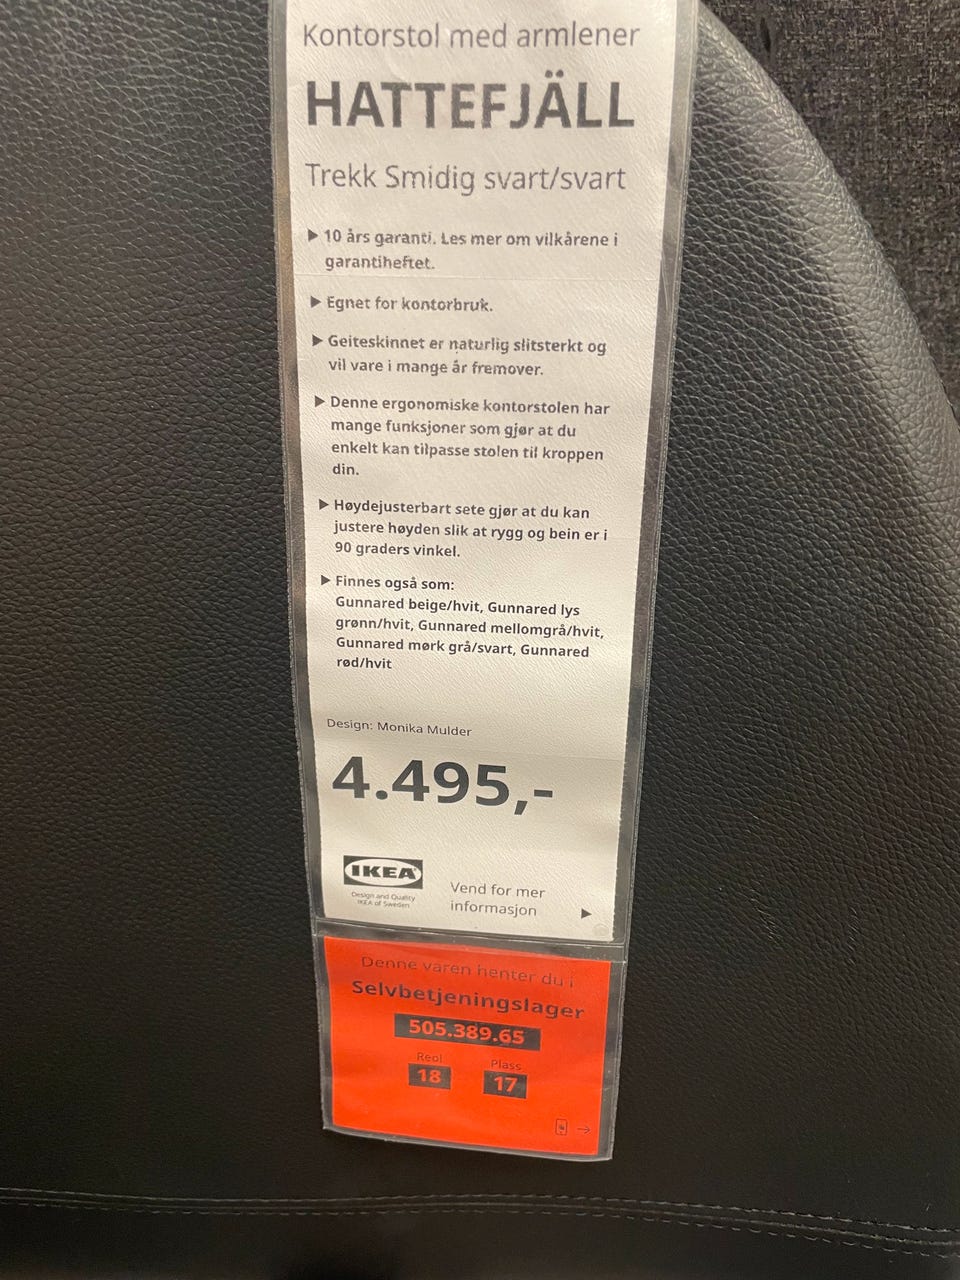 Kontorstol med armlener
HATTEFJÄLL
Trekk Smidig svart/svart
▶ 10 års garanti. Les mer om vilkårene i
garantiheftet.
▶ Egnet for kontorbruk.
▶ Geiteskinnet er naturlig slitsterkt og
vil vare i mange år fremover.
▶ Denne ergonomiske kontorstolen har
mange funksjoner som gjør at du
enkelt kan tilpasse stolen til kroppen
din.
▶ Høydejusterbart sete gjør at du kan
justere høyden slik at rygg og bein er i
90 graders vinkel.
▶ Finnes også som:
Gunnared beige/hvit, Gunnared lys
grønn/hvit, Gunnared mellomgrå/hvit,
Gunnared mørk grå/svart, Gunnared
rød/hvit
Design: Monika Mulder
4.495,-
IKEA
Design and Quality
IKEA of Sweden
Vend for mer
informasjon ▶
Denne varen henter du i
Selvbetjeningslager
505.389.65
Reol Plass
18 17